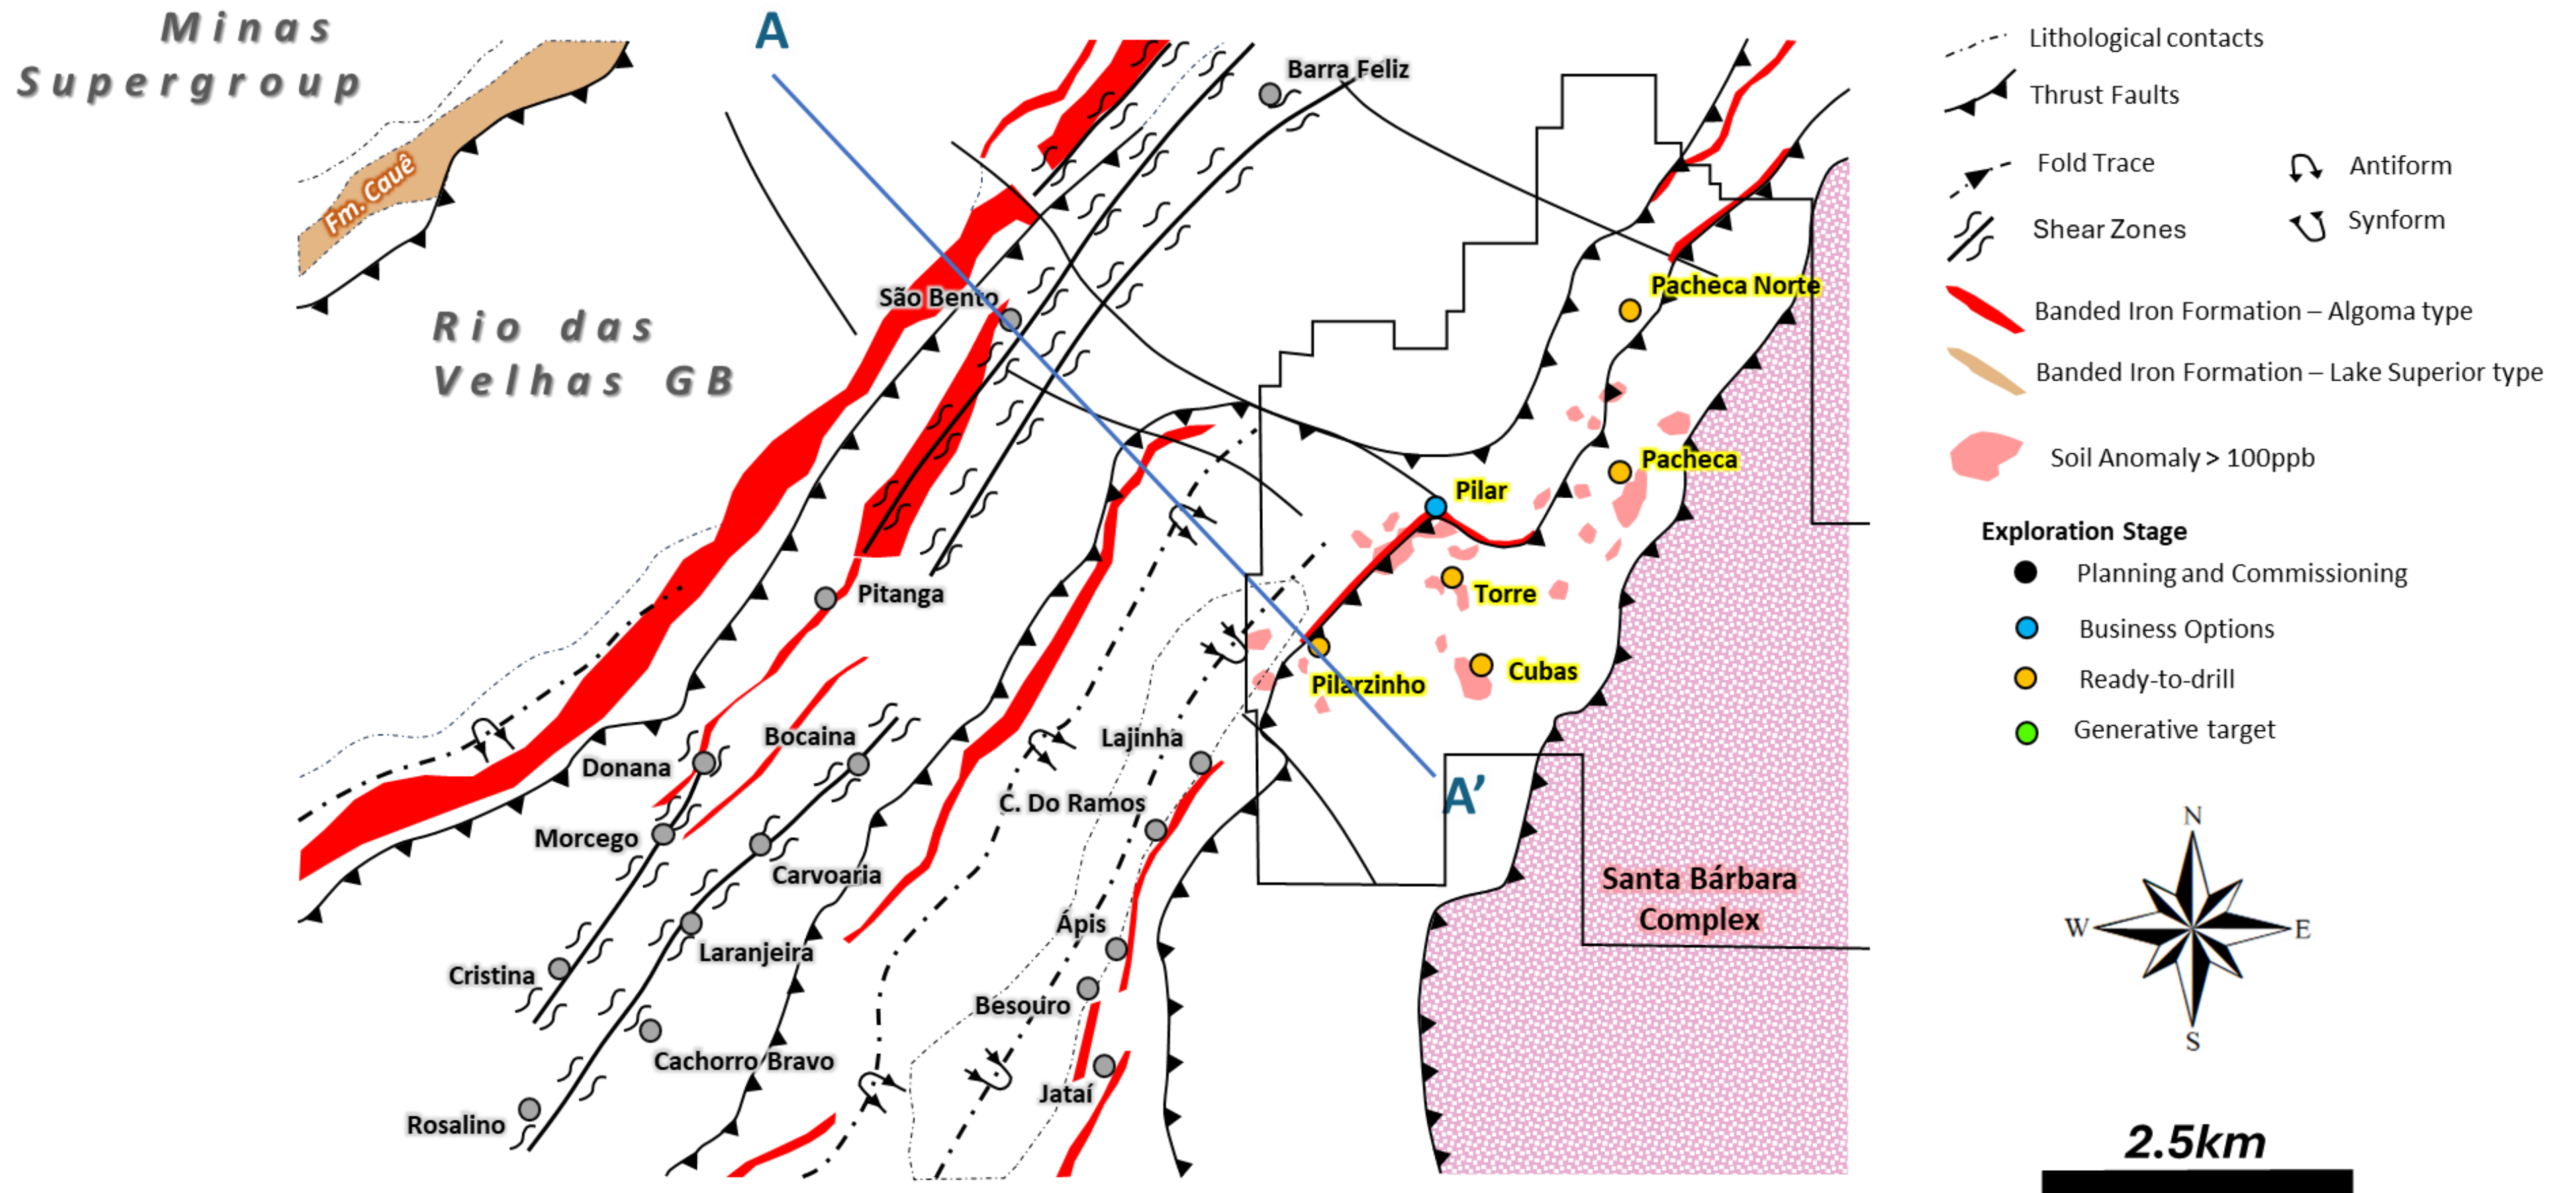 Minas
Supergroup
A
Barra Feliz
Fm. Cauê
São Bento
Rio das
Velhas GB
Pacheca Norte
Pacheca
Pilar
Pitanga
Torre
Cubas
Pilarzinho
Bocaina
Lajinha
Donana
C. Do Ramos
A’
Morcego
Carvoaria
Santa Bárbara
Complex
Ápis
Laranjeira
Cristina
Besouro
Cachorro Bravo
Jataí
Rosalino
Lithological contacts
Thrust Faults
Fold Trace
Antiform
Shear Zones
Synform
Banded Iron Formation – Algoma type
Banded Iron Formation – Lake Superior type
Soil Anomaly > 100ppb
Exploration Stage
Planning and Commissioning
Business Options
Ready-to-drill
Generative target
N
W
E
S
2.5km